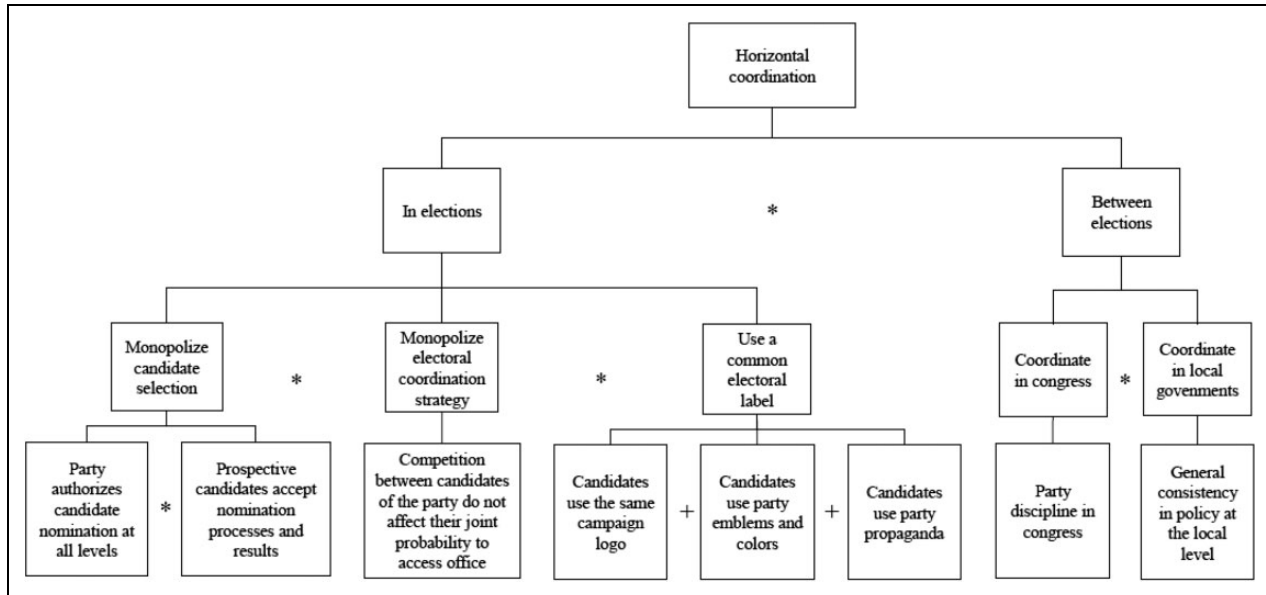 Horizontal
coordination
In elections
*
Between
elections
Monopolize
candidate
selection
*
Monopolize
electoral
coordination
strategy
*
Use a
common
electoral
label
Coordinate
in congress
*
Coordinate
in local
govenments
Party
authorizes
candidate
nomination at
all levels
*
Prospective
candidates accept
nomination
processes and
results
Competition
between candidates
of the party do not
affect their joint
probability to
access office
Candidates
use the same
campaign
logo
+
Candidates
use party
emblems and
colors
+
Candidates
use party
propaganda
Party
discipline in
congress
General
consistency
in policy at
the local
level